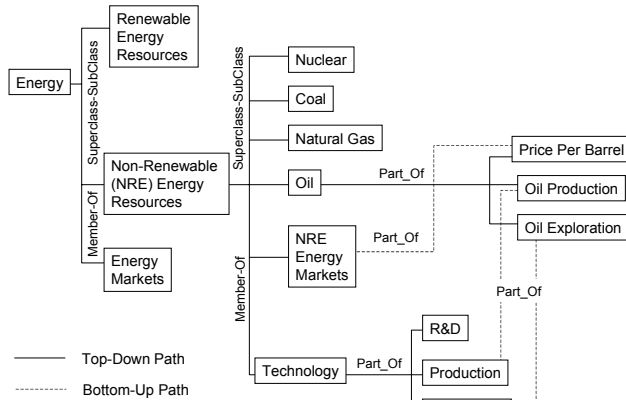 Renewable
Energy
Resources
Energy
Superclass-SubClass
Member-Of
Non-Renewable
(NRE) Energy
Resources
Energy
Markets
Superclass-SubClass
Member-Of
Nuclear
Coal
Natural Gas
Oil
Part_Of
Price Per Barrel
Oil Production
Oil Exploration
NRE
Energy
Markets
Part_Of
Part_Of
R&D
Technology
Part_Of
Production
Top-Down Path
Bottom-Up Path